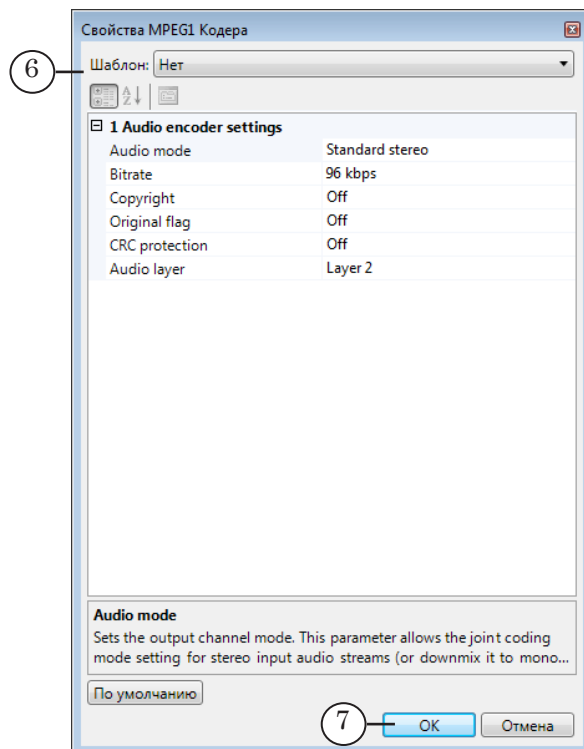 Свойства MPEG1 Кодера
6
Шаблон: Нет
1 Audio encoder settings
Audio mode Standard stereo
Bitrate 96 kbps
Copyright Off
Original flag Off
CRC protection Off
Audio layer Layer 2
Audio mode
Sets the output channel mode. This parameter allows the joint coding
mode setting for stereo input audio streams (or downmix it to mono...
По умолчанию
7
OK Отмена